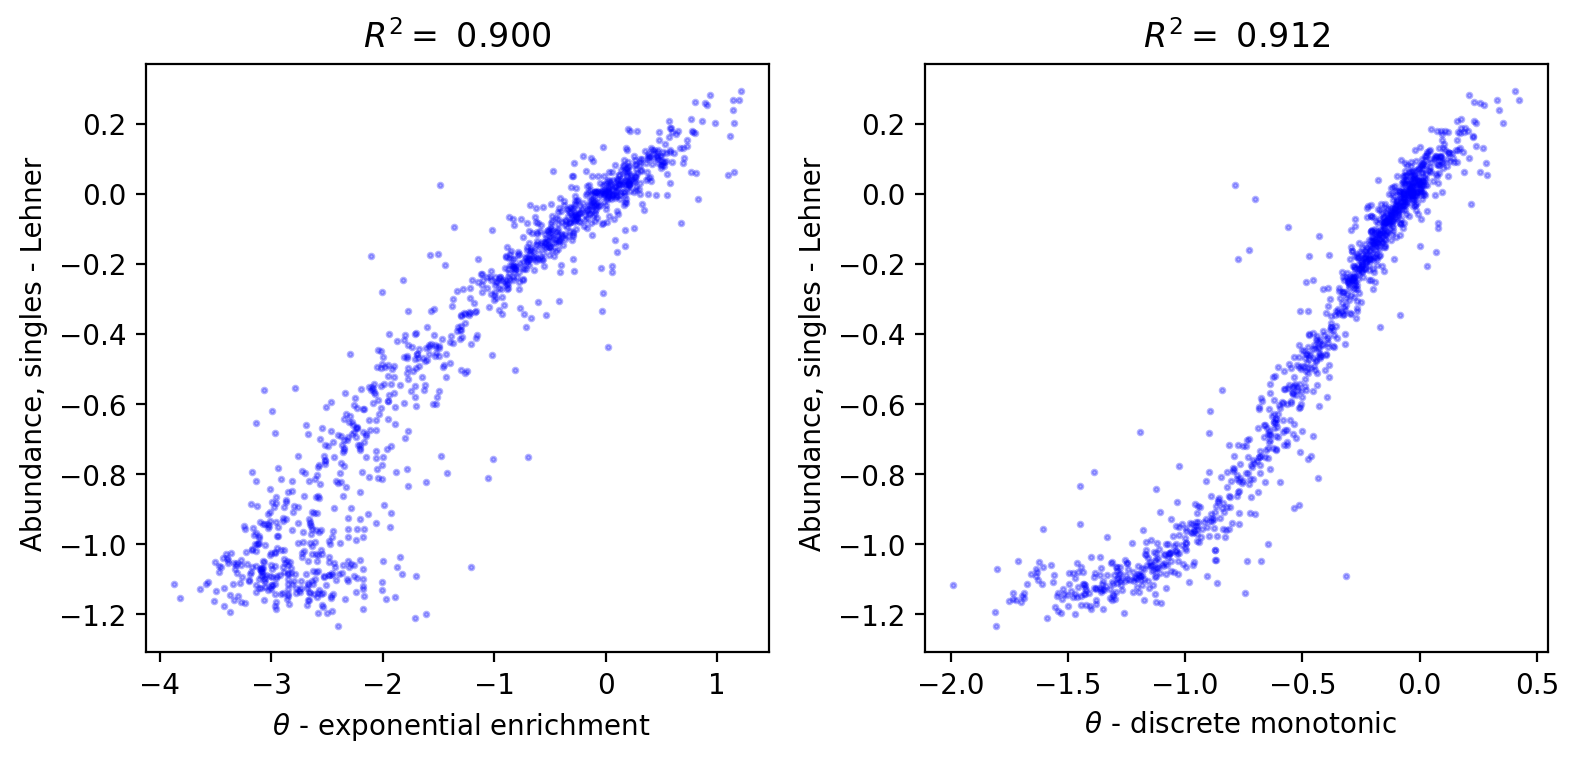 R² = 0.900
Abundance, singles - Lehner
0.2
0.0
−0.2
−0.4
−0.6
−0.8
−1.0
−1.2
−4 −3 −2 −1 0 1
θ - exponential enrichment
R² = 0.912
Abundance, singles - Lehner
0.2
0.0
−0.2
−0.4
−0.6
−0.8
−1.0
−1.2
−2.0 −1.5 −1.0 −0.5 0.0 0.5
θ - discrete monotonic